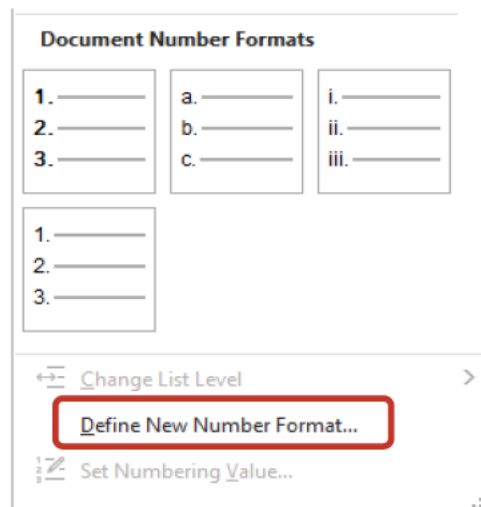 Document Number Formats
1. a. i.
2. b. ii.
3. c. iii.
1.
2.
3.
Change List Level
Define New Number Format...
Set Numbering Value...